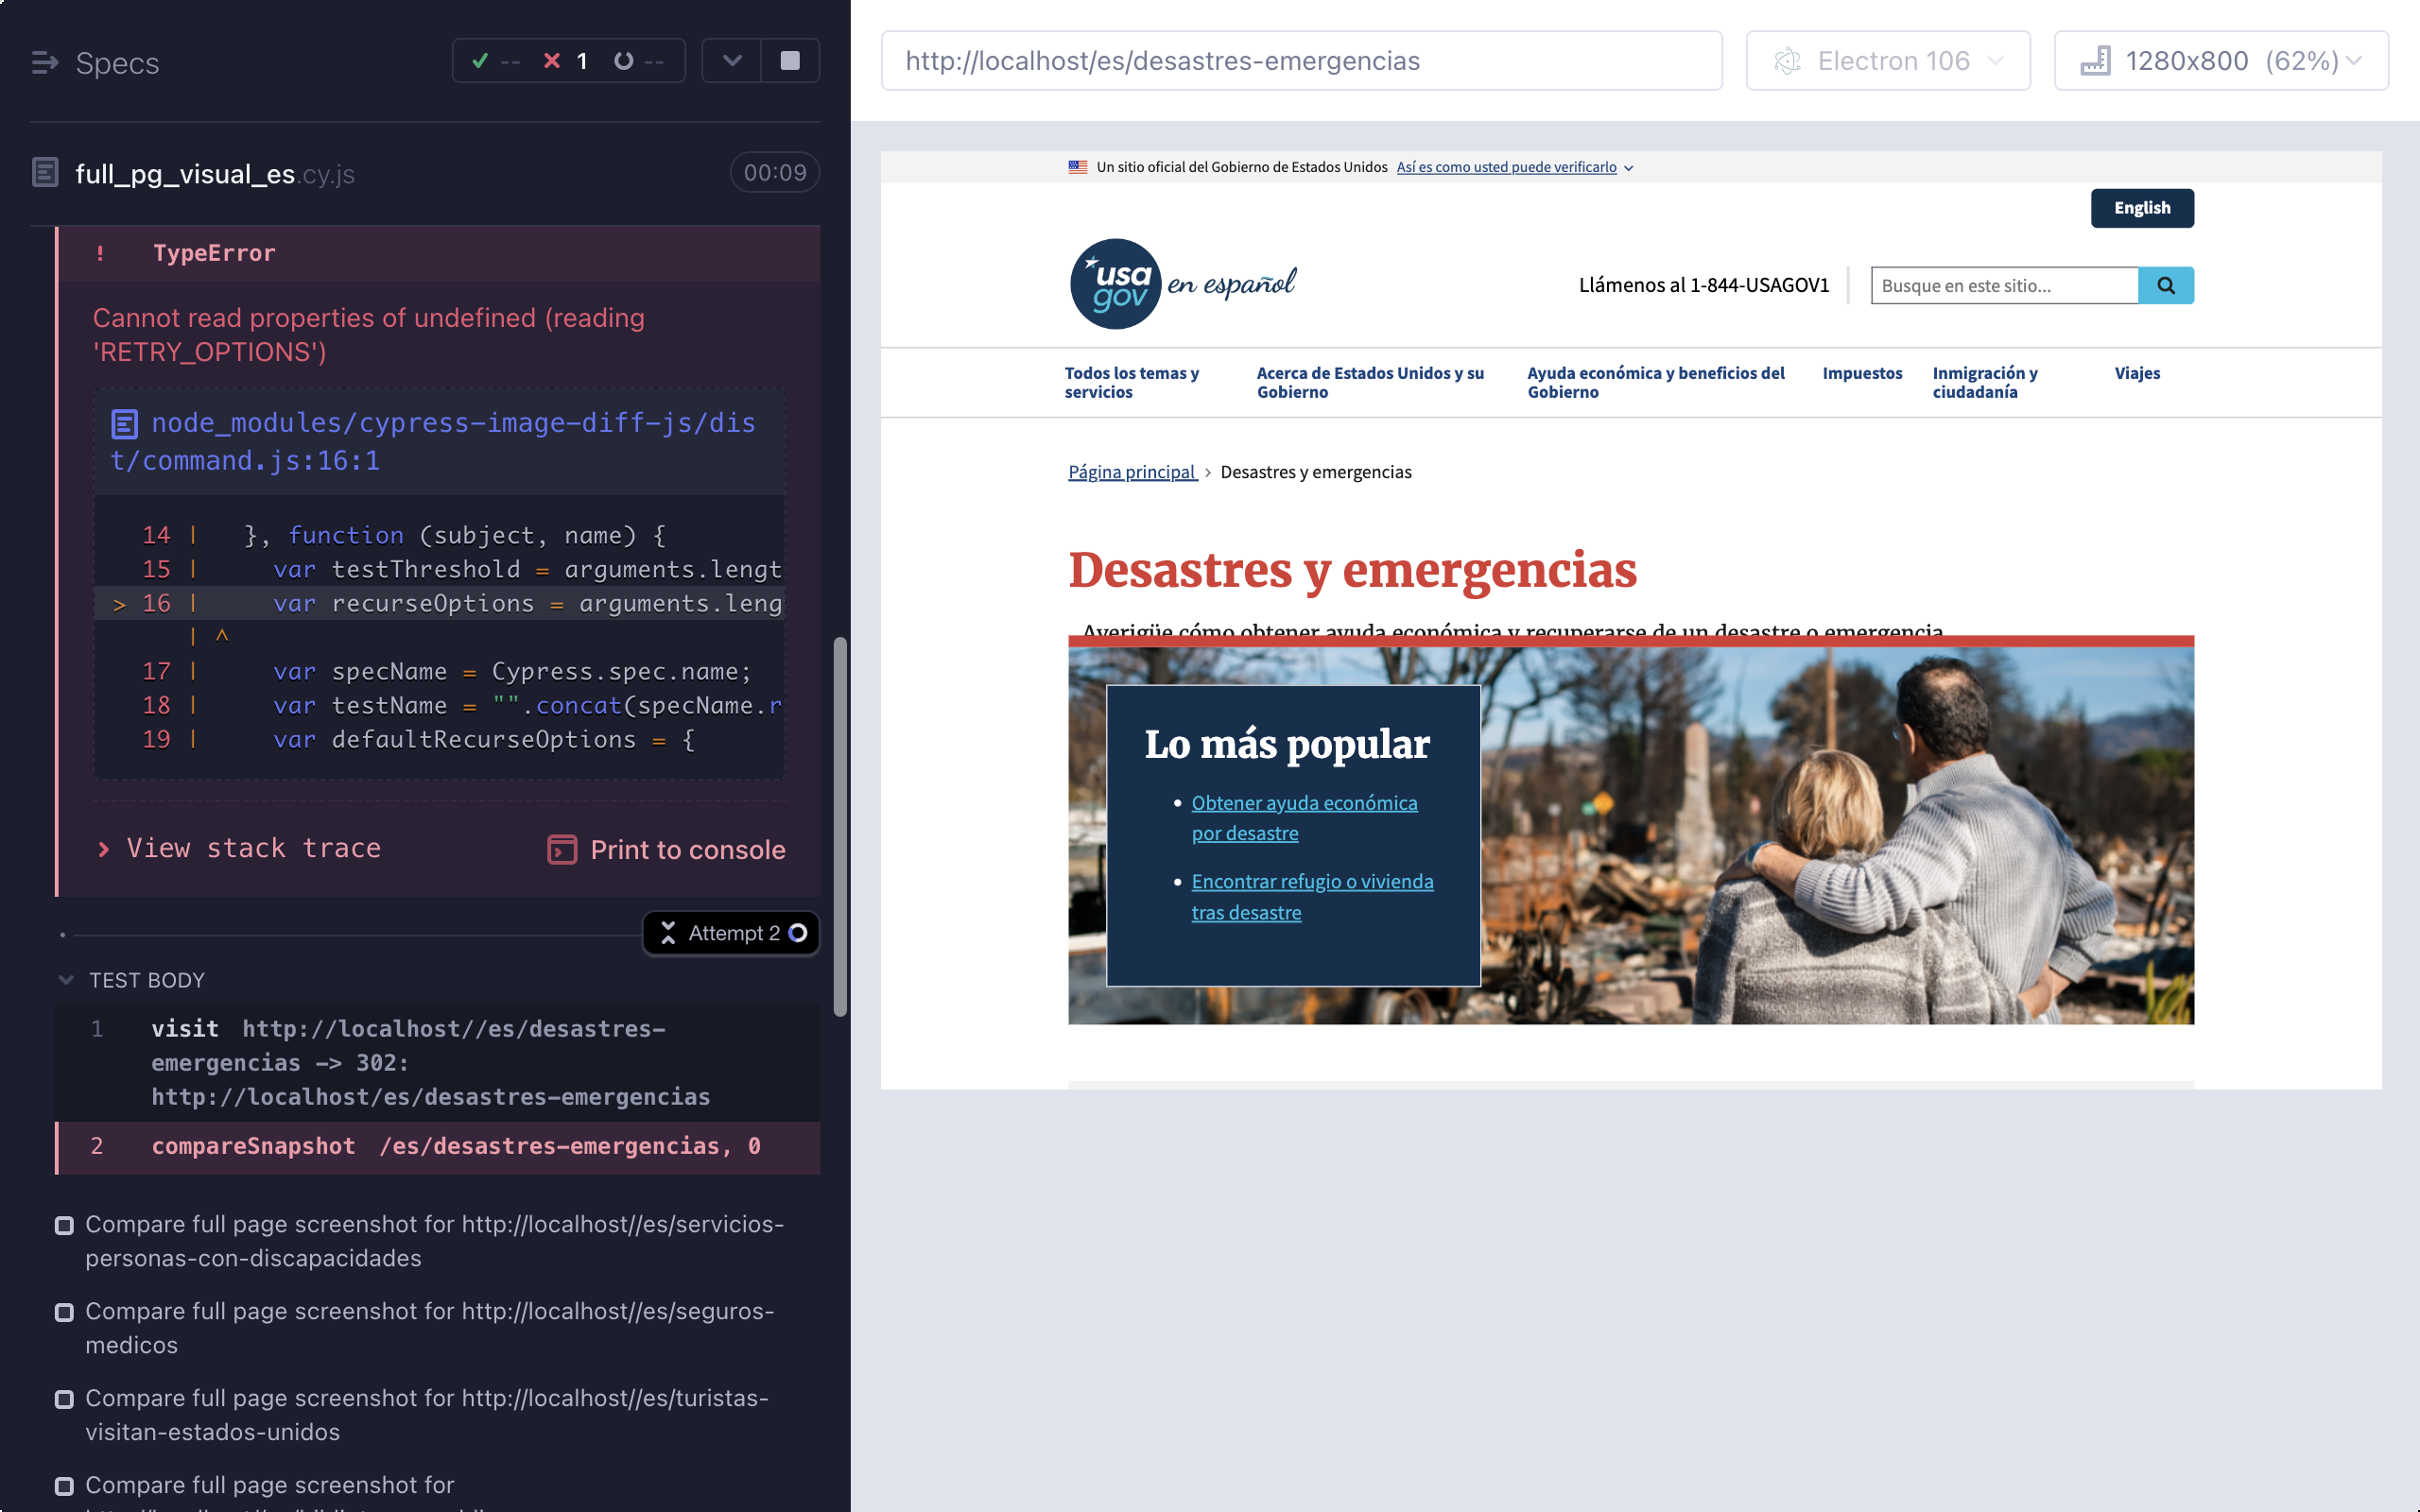 Specs
-- 1 --
full_pg_visual_es.cy.js
00:09
! TypeError
Cannot read properties of undefined (reading
'RETRY_OPTIONS')
node_modules/cypress-image-diff-js/dis
t/command.js:16:1
14 | }, function (subject, name) {
15 | var testThreshold = arguments.lengt
> 16 | var recurseOptions = arguments.leng
| ^
17 | var specName = Cypress.spec.name;
18 | var testName = "".concat(specName.r
19 | var defaultRecurseOptions = {
> View stack trace
Print to console
Attempt 2
TEST BODY
1 visit http://localhost//es/desastres-
emergencias -> 302:
http://localhost/es/desastres-emergencias
2 compareSnapshot /es/desastres-emergencias, 0
Compare full page screenshot for http://localhost//es/servicios-
personas-con-discapacidades
Compare full page screenshot for http://localhost//es/seguros-
medicos
Compare full page screenshot for http://localhost//es/turistas-
visitan-estados-unidos
Compare full page screenshot for
http://localhost/es/desastres-emergencias
Electron 106
1280x800 (62%)
Un sitio oficial del Gobierno de Estados Unidos Así es como usted puede verificarlo
English
usa
gov
en español
Llámenos al 1-844-USAGOV1
Busque en este sitio...
Todos los temas y
servicios
Acerca de Estados Unidos y su
Gobierno
Ayuda económica y beneficios del
Gobierno
Impuestos
Inmigración y
ciudadanía
Viajes
Página principal › Desastres y emergencias
Desastres y emergencias
Averigüe cómo obtener ayuda económica y recuperarse de un desastre o emergencia
Lo más popular
• Obtener ayuda económica
por desastre
• Encontrar refugio o vivienda
tras desastre